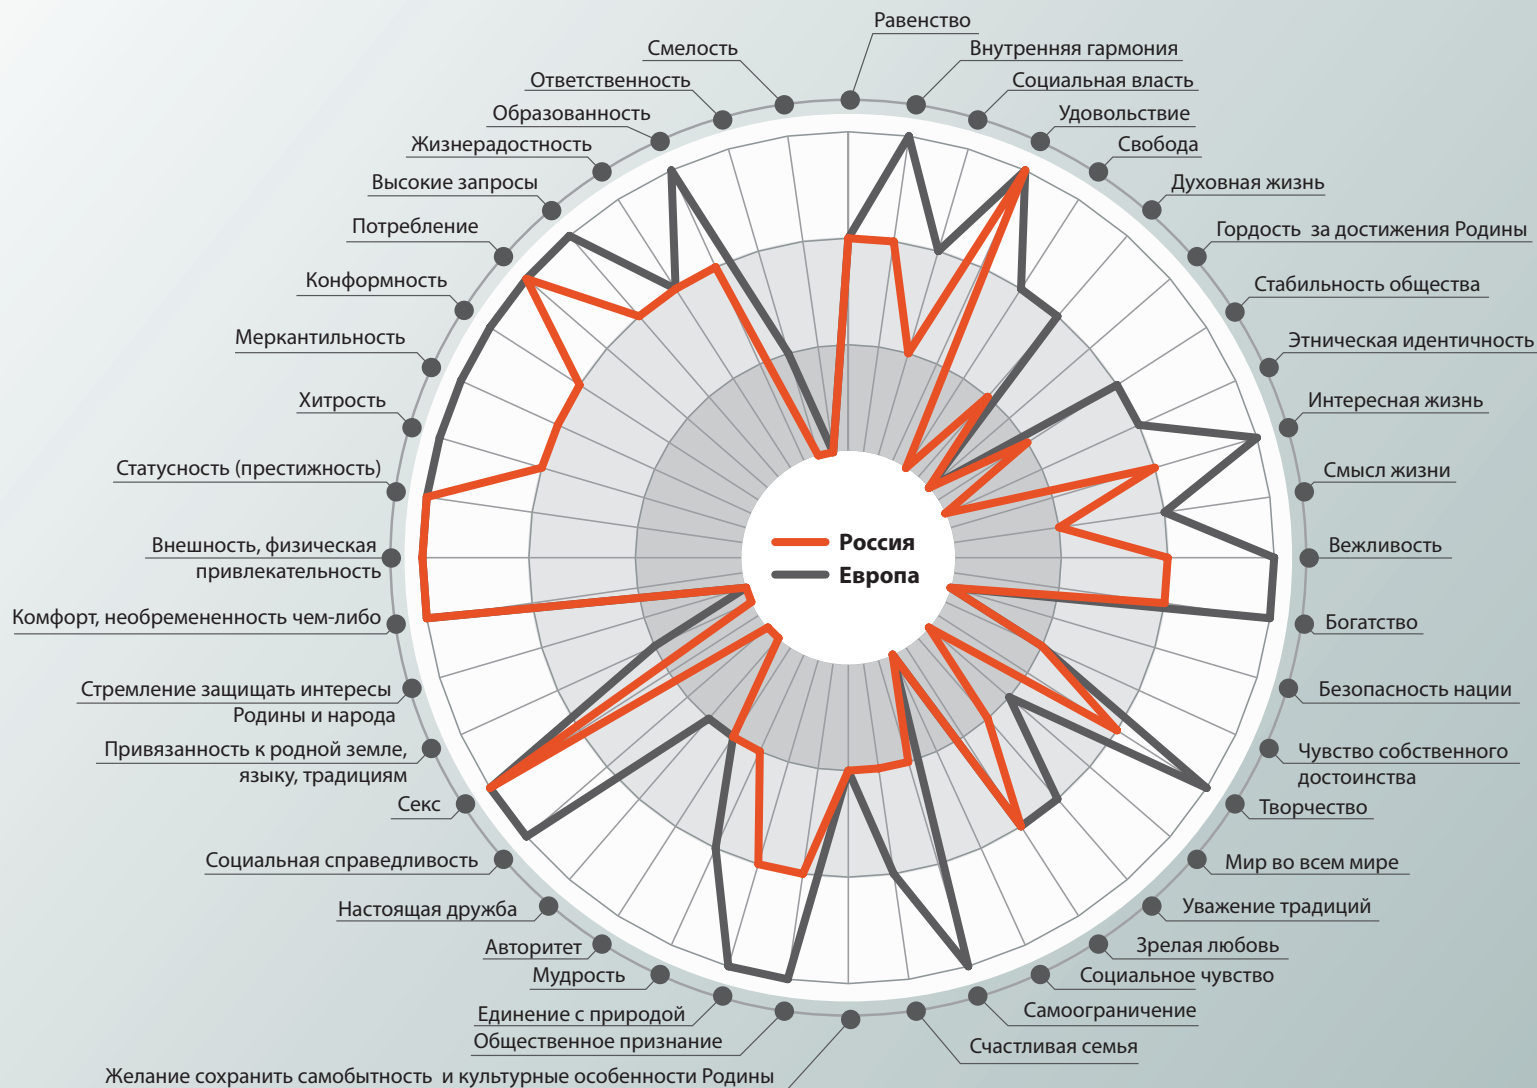 Равенство
Внутренняя гармония
Социальная власть
Удовольствие
Свобода
Духовная жизнь
Гордость за достижения Родины
Стабильность общества
Этническая идентичность
Интересная жизнь
Смысл жизни
Вежливость
Богатство
Безопасность нации
Чувство собственного
достоинства
Творчество
Мир во всем мире
Уважение традиций
Зрелая любовь
Социальное чувство
Самоограничение
Счастливая семья
Желание сохранить самобытность и культурные особенности Родины
Общественное признание
Единение с природой
Мудрость
Авторитет
Настоящая дружба
Социальная справедливость
Секс
Привязанность к родной земле,
языку, традициям
Стремление защищать интересы
Родины и народа
Комфорт, необремененность чем-либо
Внешность, физическая
привлекательность
Статусность (престижность)
Хитрость
Меркантильность
Конформность
Потребление
Высокие запросы
Жизнерадостность
Образованность
Ответственность
Смелость
Россия
Европа